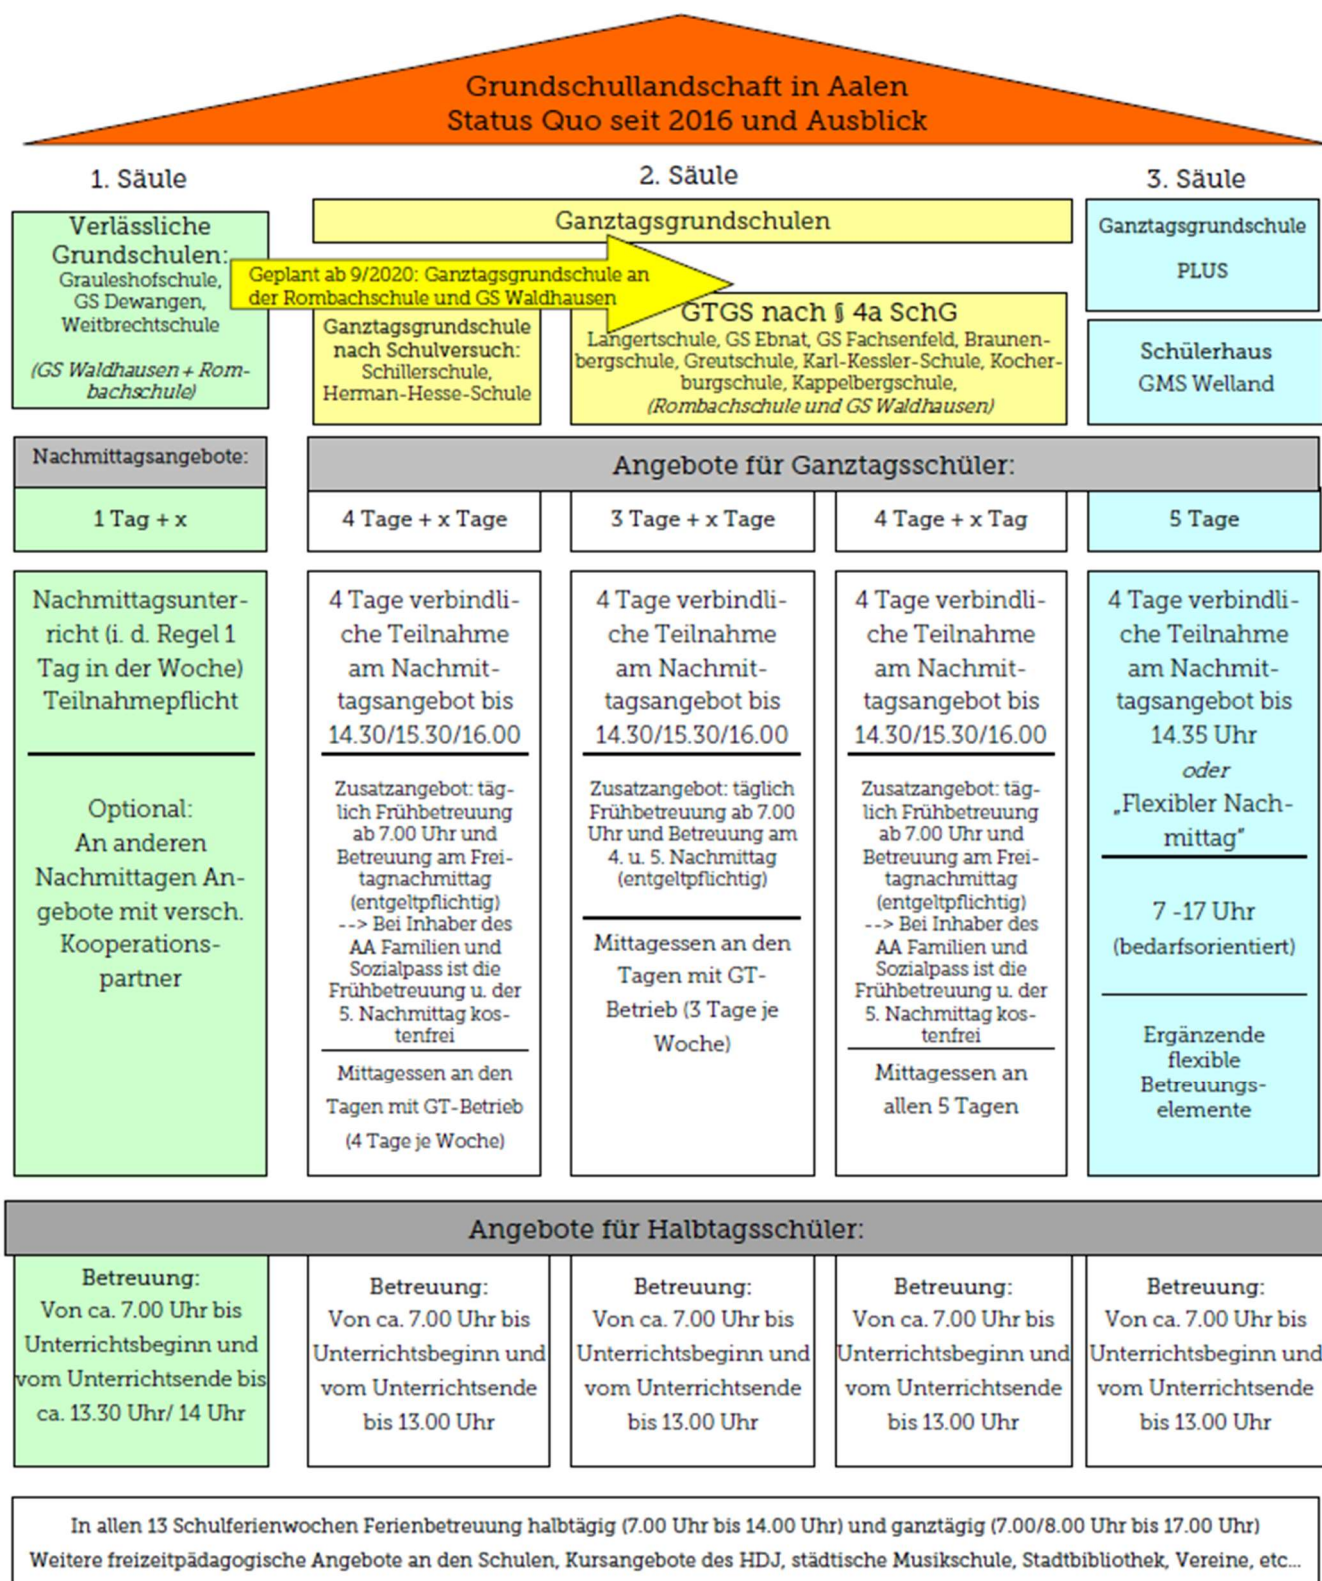 Grundschullandschaft in Aalen
Status Quo seit 2016 und Ausblick
1. Säule
2. Säule
3. Säule
Verlässliche
Grundschulen:
Grauleshofschule,
GS Dewangen,
Weitbrechtschule
(GS Waldhausen + Rom-
bachschule)
Ganztagsgrundschulen
Geplant ab 9/2020: Ganztagsgrundschule an
der Rombachschule und GS Waldhausen
Ganztagsgrundschule
nach Schulversuch:
Schillerschule,
Herman-Hesse-Schule
GTGS nach § 4a SchG
Langertschule, GS Ebnat, GS Fachsenfeld, Braunen-
bergschule, Greutschule, Karl-Kessler-Schule, Kocher-
burgschule, Kappelbergschule,
(Rombachschule und GS Waldhausen)
Ganztagsgrundschule
PLUS
Schülerhaus
GMS Welland
Nachmittagsangebote:
Angebote für Ganztagsschüler:
1 Tag + x
4 Tage + x Tage
3 Tage + x Tage
4 Tage + x Tag
5 Tage
Nachmittagsunter-
richt (i. d. Regel 1
Tag in der Woche)
Teilnahmepflicht
Optional:
An anderen
Nachmittagen An-
gebote mit versch.
Kooperations-
partner
4 Tage verbindli-
che Teilnahme
am Nachmit-
tagsangebot bis
14.30/15.30/16.00
Zusatzangebot: täg-
lich Frühbetreuung
ab 7.00 Uhr und
Betreuung am Frei-
tagnachmittag
(entgeltpflichtig)
--> Bei Inhaber des
AA Familien und
Sozialpass ist die
Frühbetreuung u. der
5. Nachmittag kos-
tenfrei
Mittagessen an den
Tagen mit GT-Betrieb
(4 Tage je Woche)
4 Tage verbindli-
che Teilnahme
am Nachmit-
tagsangebot bis
14.30/15.30/16.00
Zusatzangebot: täglich
Frühbetreuung ab 7.00
Uhr und Betreuung am
4. u. 5. Nachmittag
(entgeltpflichtig)
Mittagessen an den
Tagen mit GT-
Betrieb (3 Tage je
Woche)
4 Tage verbindli-
che Teilnahme
am Nachmit-
tagsangebot bis
14.30/15.30/16.00
Zusatzangebot: täg-
lich Frühbetreuung
ab 7.00 Uhr und
Betreuung am Frei-
tagnachmittag
(entgeltpflichtig)
--> Bei Inhaber des
AA Familien und
Sozialpass ist die
Frühbetreuung u. der
5. Nachmittag kos-
tenfrei
Mittagessen an
allen 5 Tagen
4 Tage verbindli-
che Teilnahme
am Nachmit-
tagsangebot bis
14.35 Uhr
oder
„Flexibler Nach-
mittag“
7 -17 Uhr
(bedarfsorientiert)
Ergänzende
flexible
Betreuungs-
elemente
Angebote für Halbtagsschüler:
Betreuung:
Von ca. 7.00 Uhr bis
Unterrichtsbeginn und
vom Unterrichtsende bis
ca. 13.30 Uhr/ 14 Uhr
Betreuung:
Von ca. 7.00 Uhr bis
Unterrichtsbeginn und
vom Unterrichtsende
bis 13.00 Uhr
Betreuung:
Von ca. 7.00 Uhr bis
Unterrichtsbeginn und
vom Unterrichtsende
bis 13.00 Uhr
Betreuung:
Von ca. 7.00 Uhr bis
Unterrichtsbeginn und
vom Unterrichtsende
bis 13.00 Uhr
Betreuung:
Von ca. 7.00 Uhr bis
Unterrichtsbeginn und
vom Unterrichtsende
bis 13.00 Uhr
In allen 13 Schulferienwochen Ferienbetreuung halbtägig (7.00 Uhr bis 14.00 Uhr) und ganztägig (7.00/8.00 Uhr bis 17.00 Uhr)
Weitere freizeitpädagogische Angebote an den Schulen, Kursangebote des HDJ, städtische Musikschule, Stadtbibliothek, Vereine, etc...